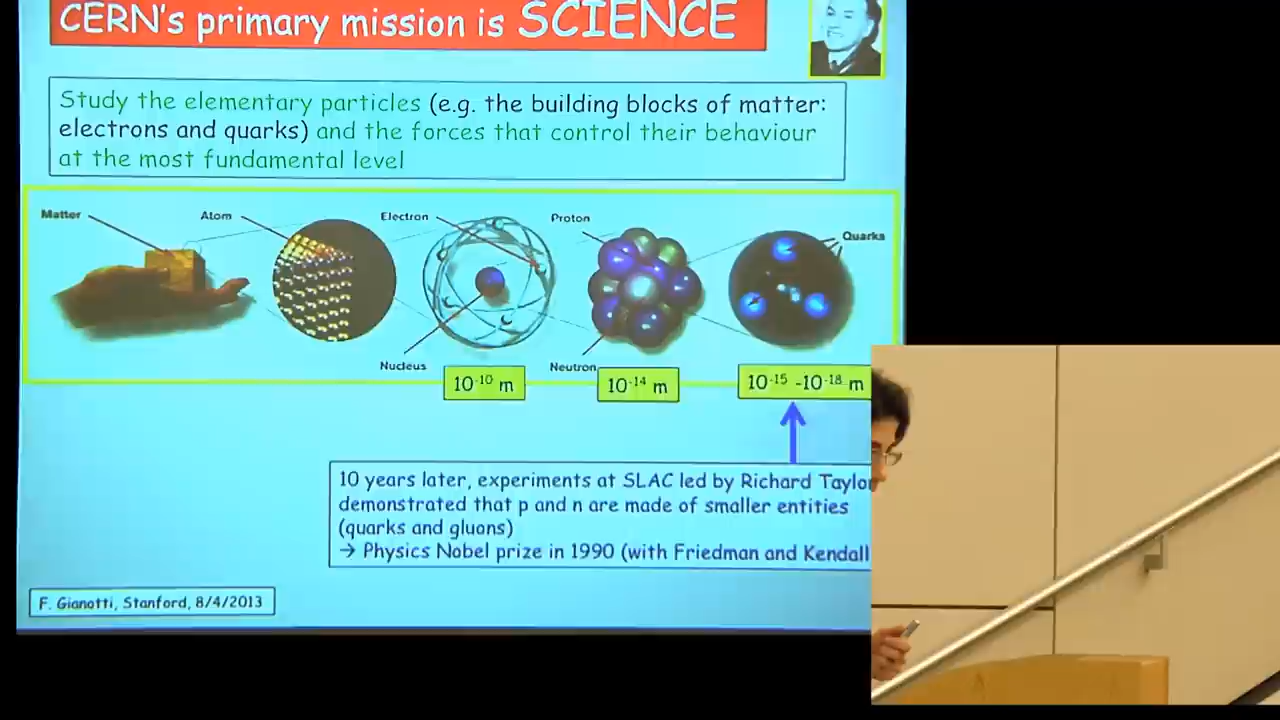 CERN's primary mission is SCIENCE
Study the elementary particles (e.g. the building blocks of matter:
electrons and quarks) and the forces that control their behaviour
at the most fundamental level
Matter
Atom
Electron
Proton
Quarks
Nucleus
Neutron
10⁻¹⁰ m
10⁻¹⁴ m
10⁻¹⁵ -10⁻¹⁸ m
10 years later, experiments at SLAC led by Richard Taylor
demonstrated that p and n are made of smaller entities
(quarks and gluons)
→ Physics Nobel prize in 1990 (with Friedman and Kendall
F. Gianotti, Stanford, 8/4/2013